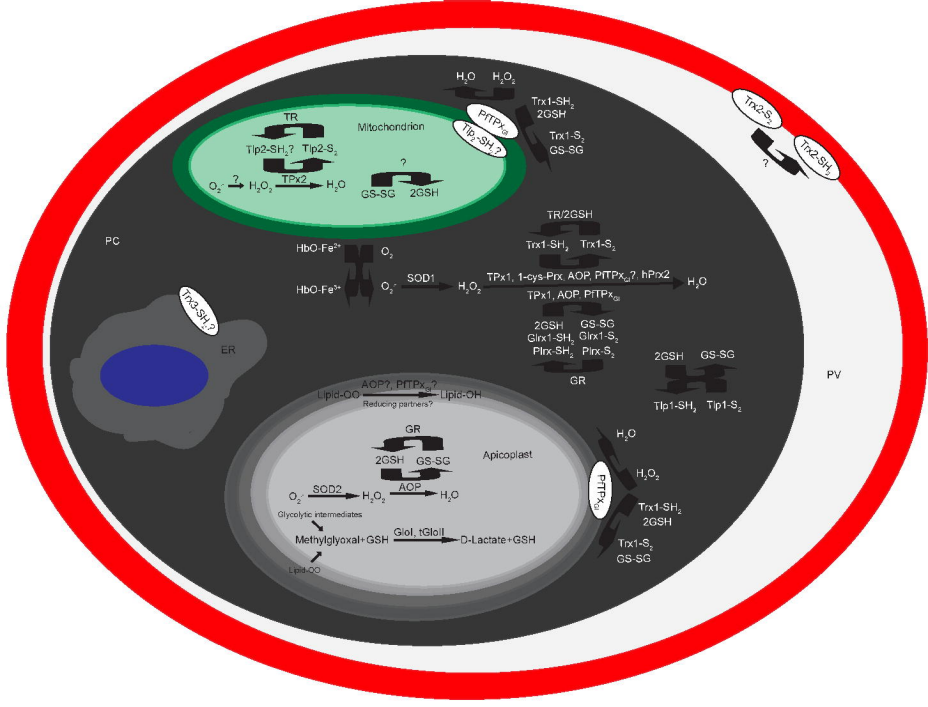 H2O H2O2
Trx1-SH2
2GSH
Trx1-S2
GS-SG
PfTPxGl
Tlp2-SH2?
Trx2-S2
Trx2-SH2
?
TR
Mitochondrion
Tlp2-SH2? Tlp2-S2
?
O2.- ? H2O2 TPx2 H2O
GS-SG 2GSH
PC
HbO-Fe2+ O2
HbO-Fe3+ O2.- SOD1 H2O2
TR/2GSH
Trx1-SH2 Trx1-S2
TPx1, 1-cys-Prx, AOP, PfTPxGl?, hPrx2
H2O
TPx1, AOP, PfTPxGl
2GSH GS-SG
Glrx1-SH2 Glrx1-S2
Plrx-SH2 Plrx-S2
GR
Trx3-SH2?
ER
2GSH GS-SG
Tlp1-SH2 Tlp1-S2
PV
AOP?, PfTPxGl?
Lipid-OO Lipid-OH
Reducing partners?
GR
Apicoplast
2GSH GS-SG
O2.- SOD2 H2O2 AOP H2O
Glycolytic intermediates
Methylglyoxal+GSH GloI, tGloII D-Lactate+GSH
Lipid-OO
PfTPxGl
H2O
H2O2
Trx1-SH2
2GSH
Trx1-S2
GS-SG